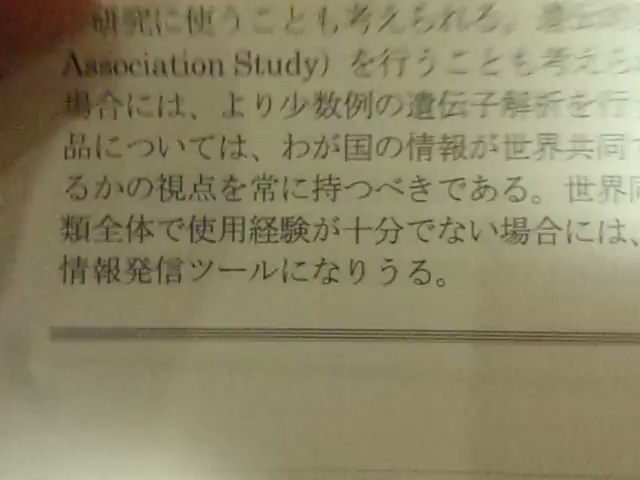 研究に使うことも考えられる。遺伝
Association Study）を行うことも考えら
場合には、より少数例の遺伝子解析を行
品については、わが国の情報が世界共同で
るかの視点を常に持つべきである。世界同
類全体で使用経験が十分でない場合には、
情報発信ツールになりうる。